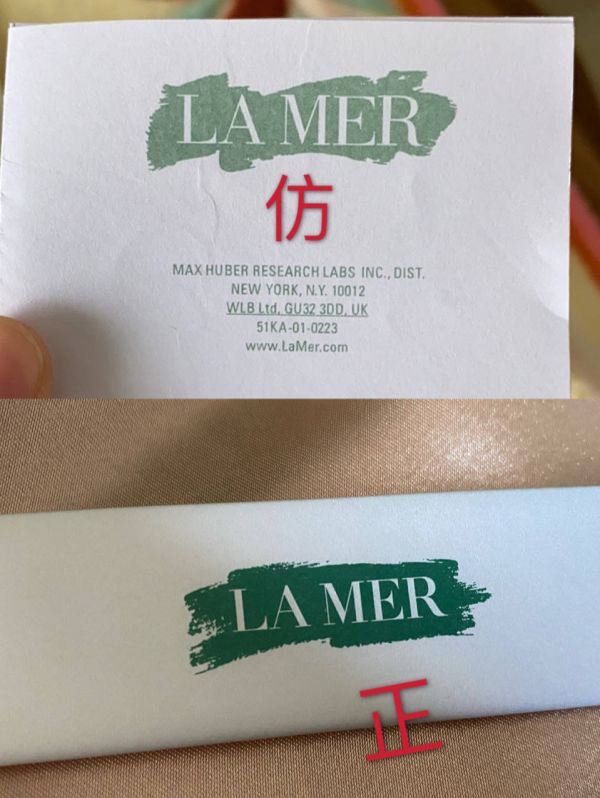 LA MER
仿
MAX HUBER RESEARCH LABS INC., DIST.
NEW YORK, N.Y. 10012
WLB Ltd, GU32 3DD, UK
51KA-01-0223
www.LaMer.com
LA MER
正